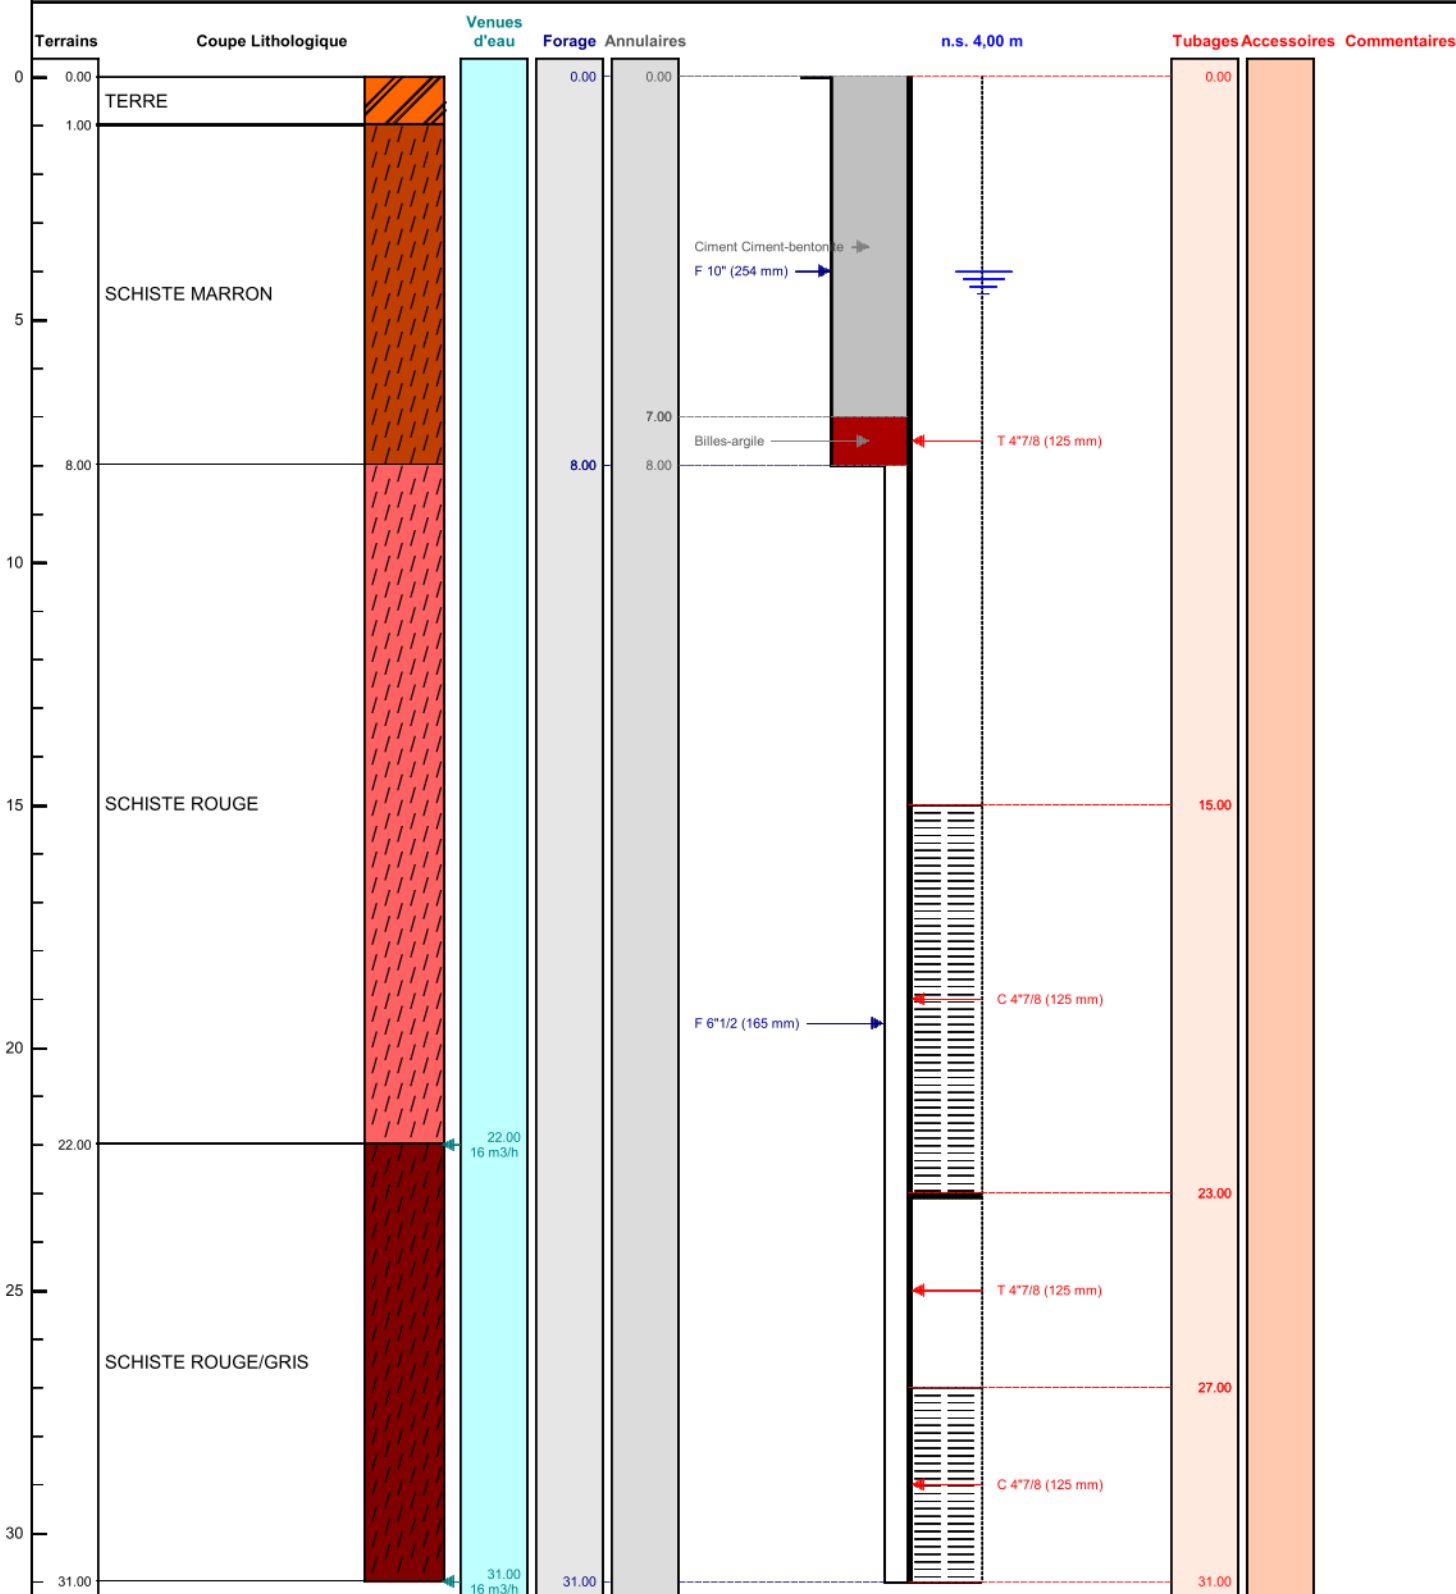 Venues
Terrains Coupe Lithologique d'eau Forage Annulaires n.s. 4,00 m Tubages Accessoires Commentaires
0 0.00 0.00 0.00 0.00
TERRE
1.00
Ciment Ciment-bentonite
F 10" (254 mm)
SCHISTE MARRON
5
7.00
Billes-argile T 4"7/8 (125 mm)
8.00 8.00 8.00
10
15 SCHISTE ROUGE 15.00
C 4"7/8 (125 mm)
F 6"1/2 (165 mm)
20
22.00
22.00
16 m3/h
23.00
25 T 4"7/8 (125 mm)
SCHISTE ROUGE/GRIS
27.00
C 4"7/8 (125 mm)
30
31.00
31.00 31.00 31.00
16 m3/h